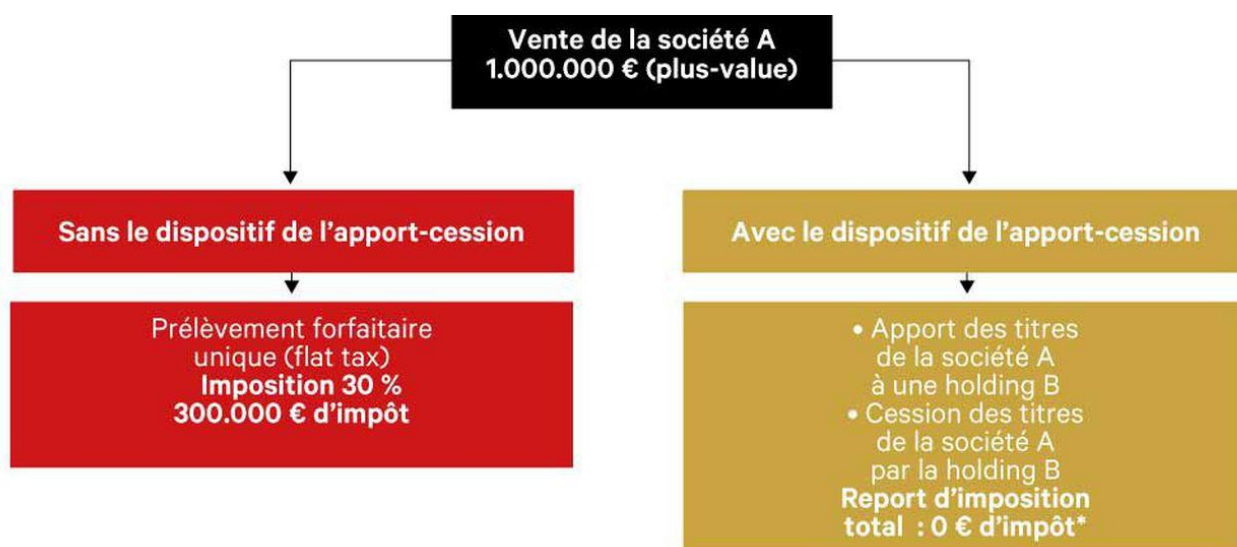 Vente de la société A
1.000.000 € (plus-value)
Sans le dispositif de l’apport-cession
Prélèvement forfaitaire
unique (flat tax)
Imposition 30 %
300.000 € d’impôt
Avec le dispositif de l’apport-cession
• Apport des titres
de la société A
à une holding B
• Cession des titres
de la société A
par la holding B
Report d’imposition
total : 0 € d’impôt*